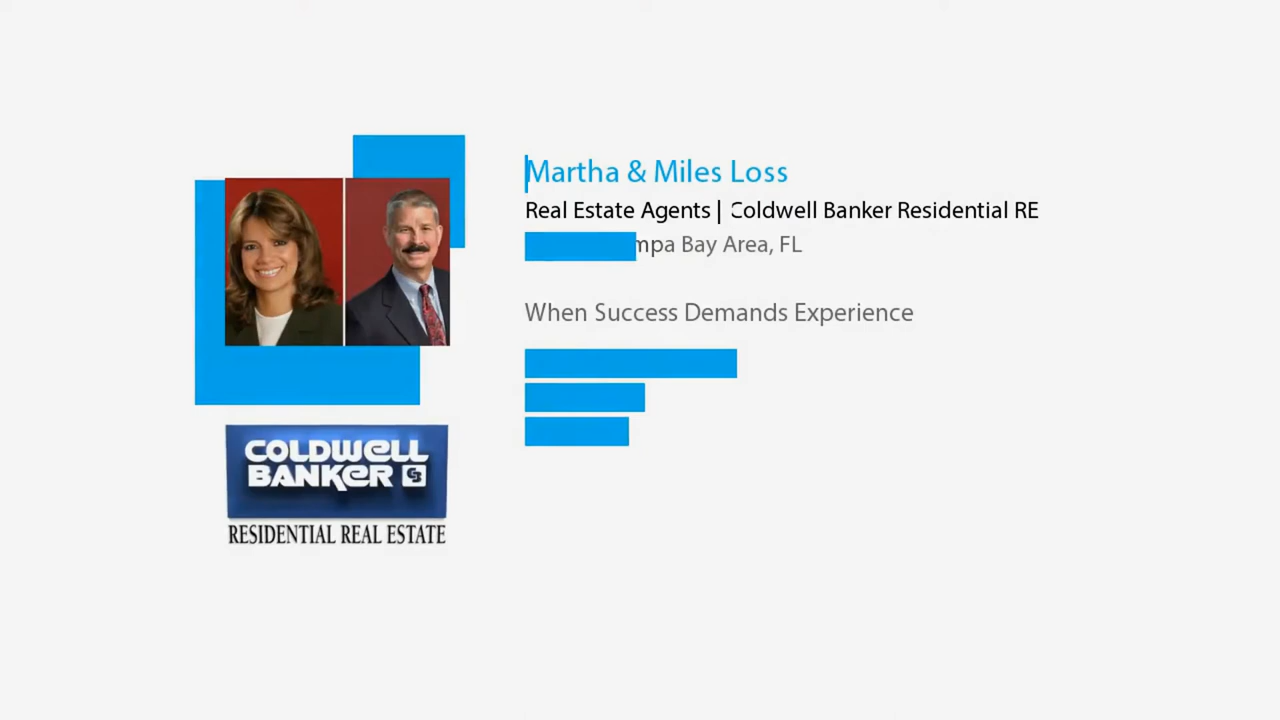 Martha & Miles Loss
Real Estate Agents | Coldwell Banker Residential RE
Bay Area, FL
When Success Demands Experience
COLDWELL
BANKER CB
RESIDENTIAL REAL ESTATE